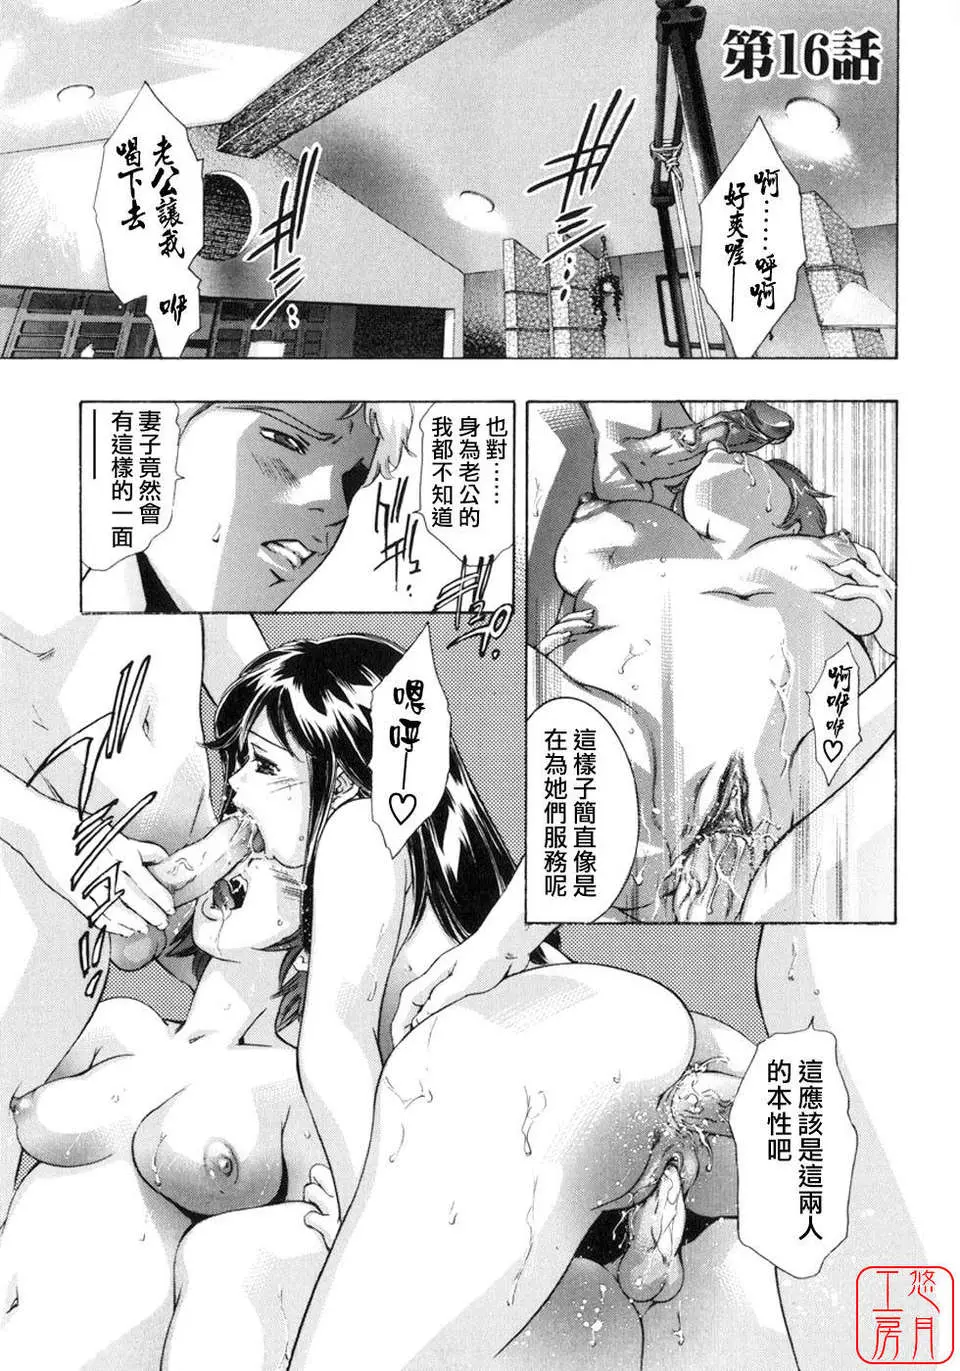 第16話
啊……呼啊
好爽喔——
老公讓我
喝下去
咿
也對……
身為老公的
我都不知道
妻子竟然會
有這樣的一面
——
啊咿咿♡
這樣子簡直像是
在為她們服務呢
嗯呼—♡
這應該是這兩人
的本性吧
悠月
工房